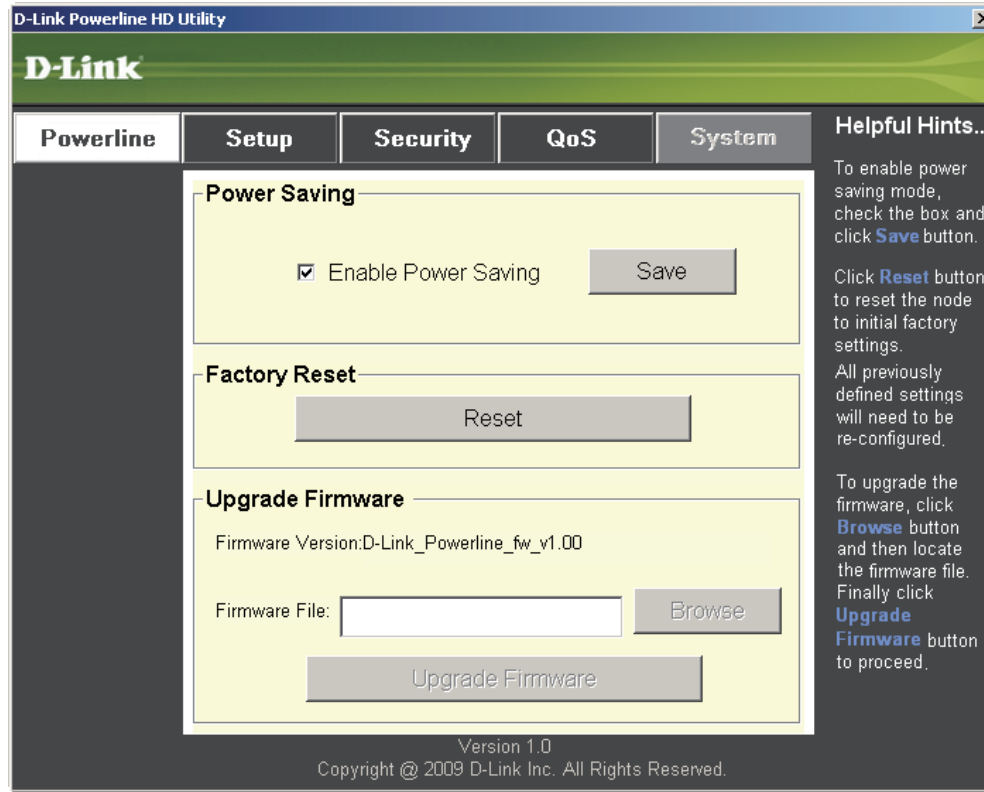 D-Link Powerline HD Utility
D-Link
Powerline
Setup
Security
QoS
System
Power Saving
Enable Power Saving
Save
Factory Reset
Reset
Upgrade Firmware
Firmware Version:D-Link_Powerline_fw_v1.00
Firmware File:
Browse
Upgrade Firmware
Helpful Hints..
To enable power
saving mode,
check the box and
click Save button.
Click Reset button
to reset the node
to initial factory
settings.
All previously
defined settings
will need to be
re-configured.
To upgrade the
firmware, click
Browse button
and then locate
the firmware file.
Finally click
Upgrade
Firmware button
to proceed.
Version 1.0
Copyright @ 2009 D-Link Inc. All Rights Reserved.